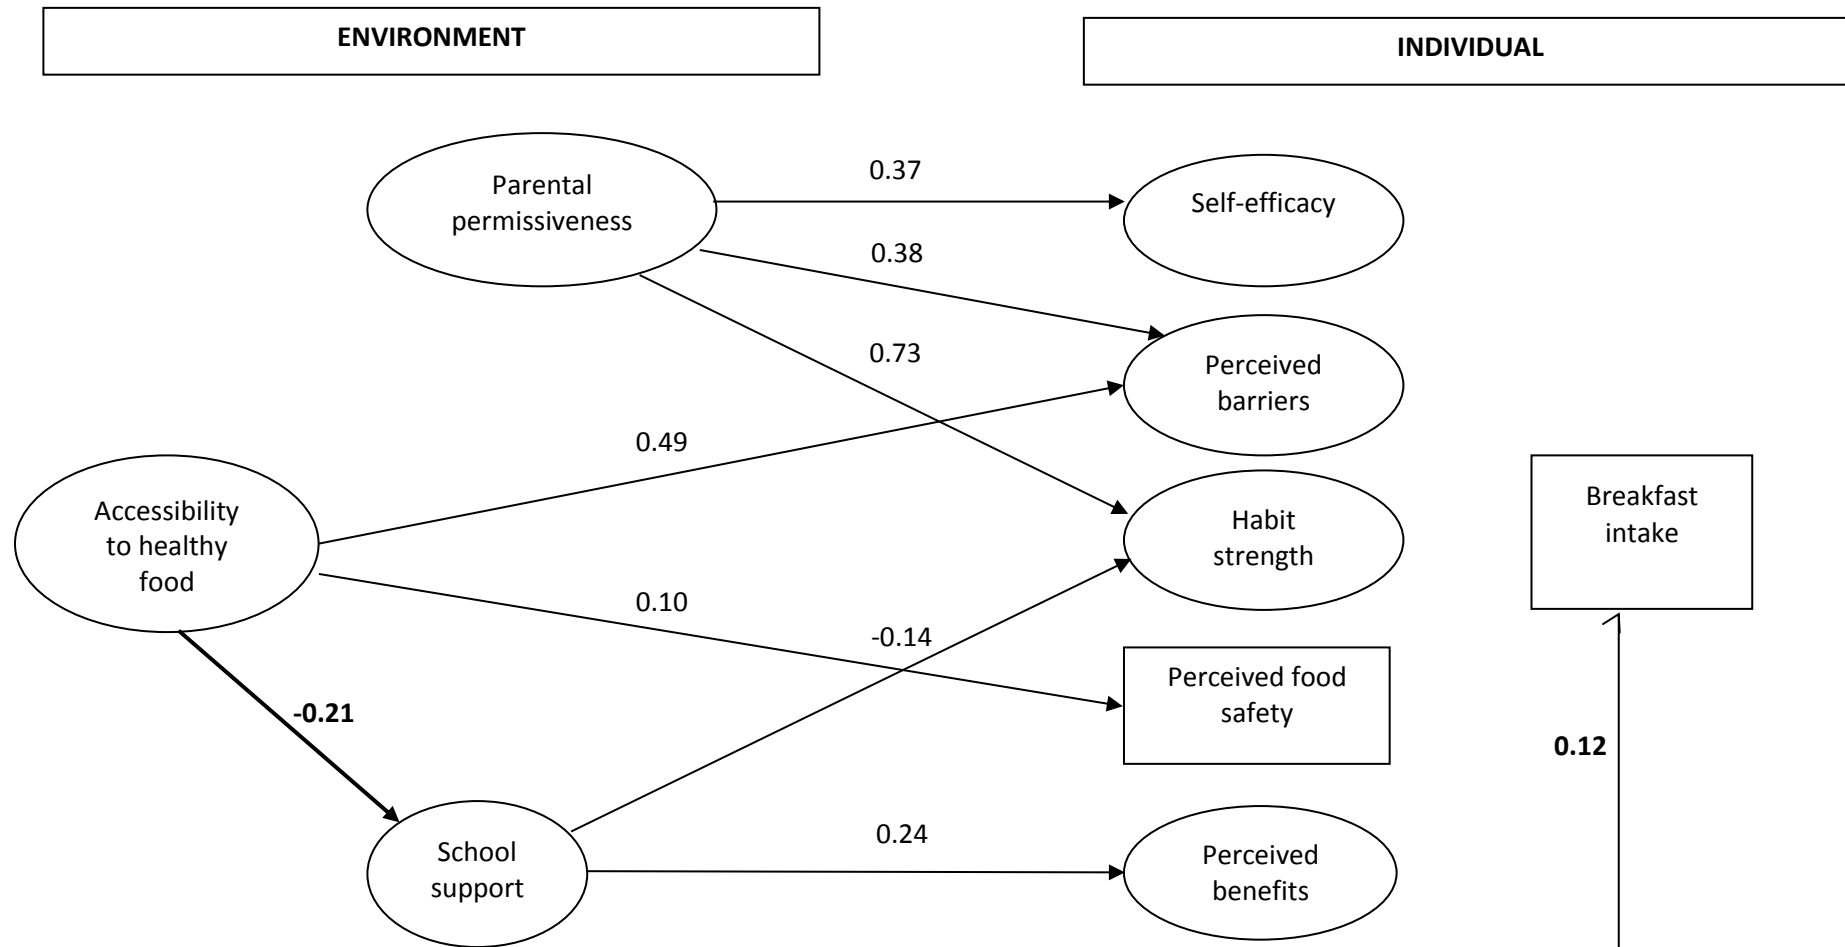 ENVIRONMENT
INDIVIDUAL
Parental
permissiveness
0.37
Self-efficacy
0.38
0.73
Perceived
barriers
0.49
Accessibility
to healthy
food
Habit
strength
Breakfast
intake
0.10
-0.14
Perceived food
safety
-0.21
0.12
School
support
0.24
Perceived
benefits